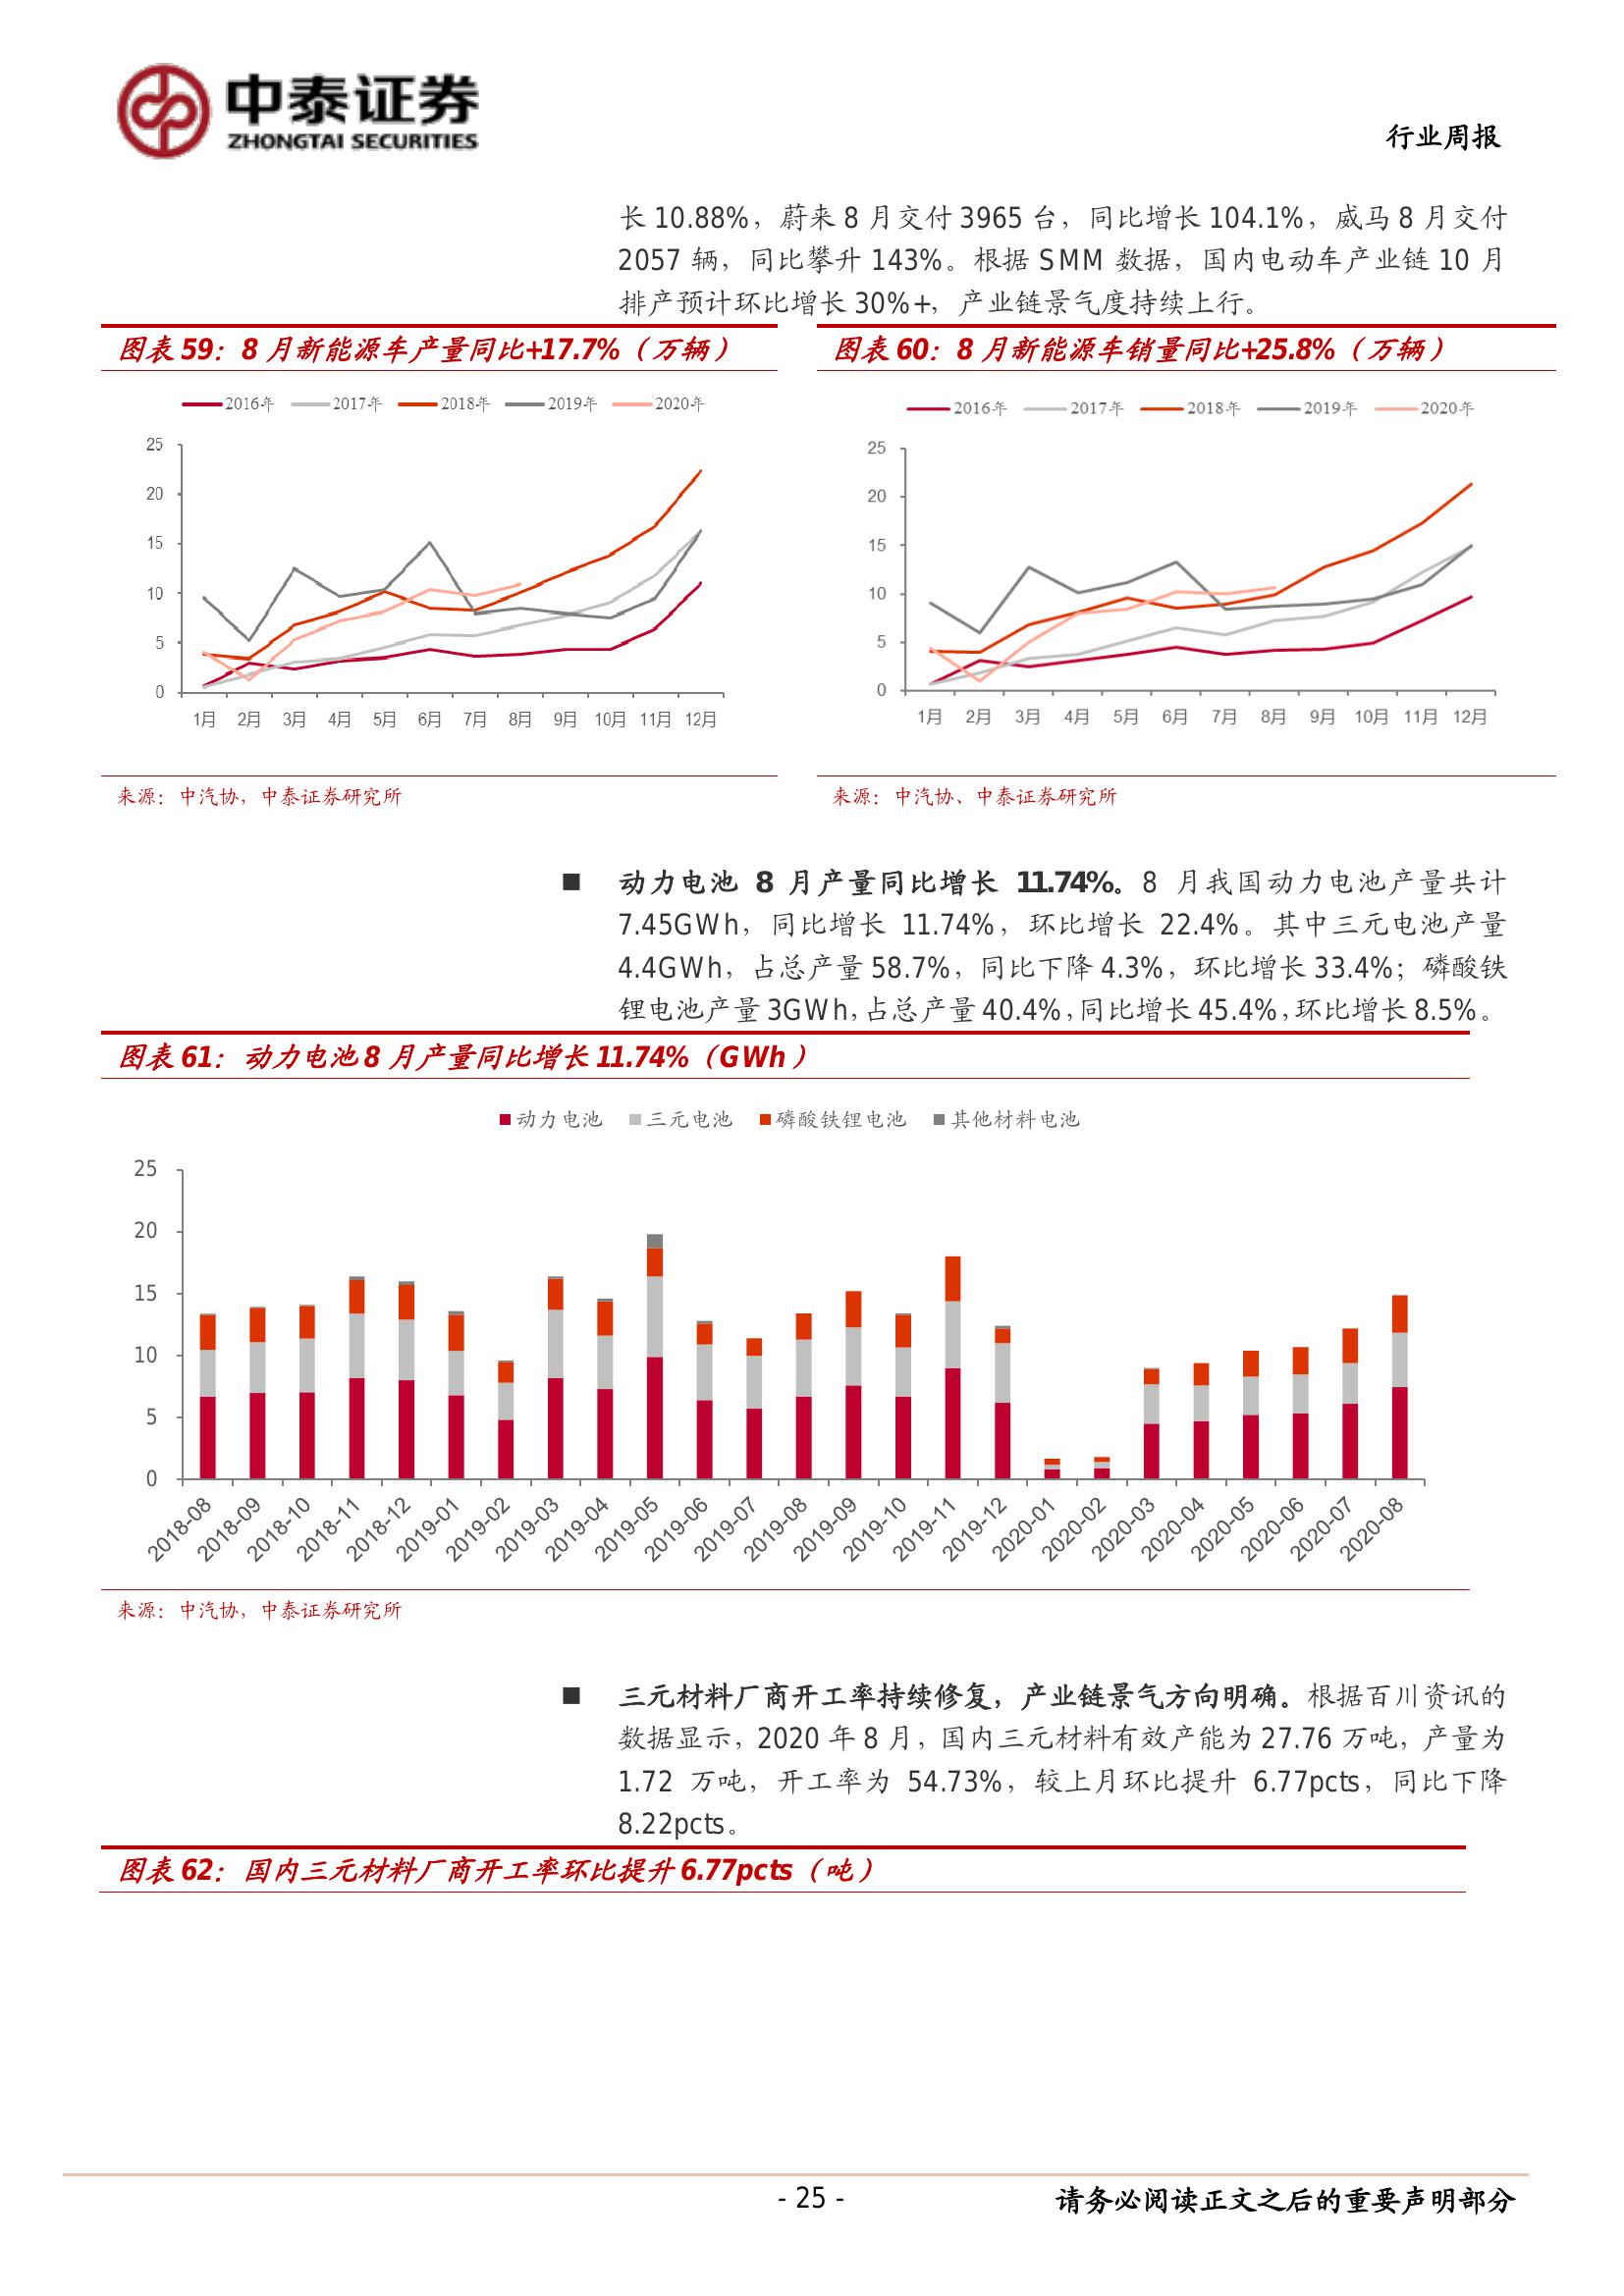 中泰证券
ZHONGTAI SECURITIES
行业周报
长 10.88%，蔚来 8 月交付 3965 台，同比增长 104.1%，威马 8 月交付
2057 辆，同比攀升 143%。根据 SMM 数据，国内电动车产业链 10 月
排产预计环比增长 30%+，产业链景气度持续上行。
图表 59：8 月新能源车产量同比+17.7%（万辆）
2016年 2017年 2018年 2019年 2020年
25
20
15
10
5
0
1月 2月 3月 4月 5月 6月 7月 8月 9月 10月 11月 12月
来源：中汽协，中泰证券研究所
图表 60：8 月新能源车销量同比+25.8%（万辆）
2016年 2017年 2018年 2019年 2020年
25
20
15
10
5
0
1月 2月 3月 4月 5月 6月 7月 8月 9月 10月 11月 12月
来源：中汽协、中泰证券研究所
■ 动力电池 8 月产量同比增长 11.74%。8 月我国动力电池产量共计
7.45GWh，同比增长 11.74%，环比增长 22.4%。其中三元电池产量
4.4GWh，占总产量 58.7%，同比下降 4.3%，环比增长 33.4%；磷酸铁
锂电池产量 3GWh，占总产量 40.4%，同比增长 45.4%，环比增长 8.5%。
图表 61：动力电池 8 月产量同比增长 11.74%（GWh）
动力电池 三元电池 磷酸铁锂电池 其他材料电池
25
20
15
10
5
0
2018-08 2018-09 2018-10 2018-11 2018-12 2019-01 2019-02 2019-03 2019-04 2019-05 2019-06 2019-07 2019-08 2019-09 2019-10 2019-11 2019-12 2020-01 2020-02 2020-03 2020-04 2020-05 2020-06 2020-07 2020-08
来源：中汽协，中泰证券研究所
■ 三元材料厂商开工率持续修复，产业链景气方向明确。根据百川资讯的
数据显示，2020 年 8 月，国内三元材料有效产能为 27.76 万吨，产量为
1.72 万吨，开工率为 54.73%，较上月环比提升 6.77pcts，同比下降
8.22pcts。
图表 62：国内三元材料厂商开工率环比提升 6.77pcts（吨）
- 25 -
请务必阅读正文之后的重要声明部分